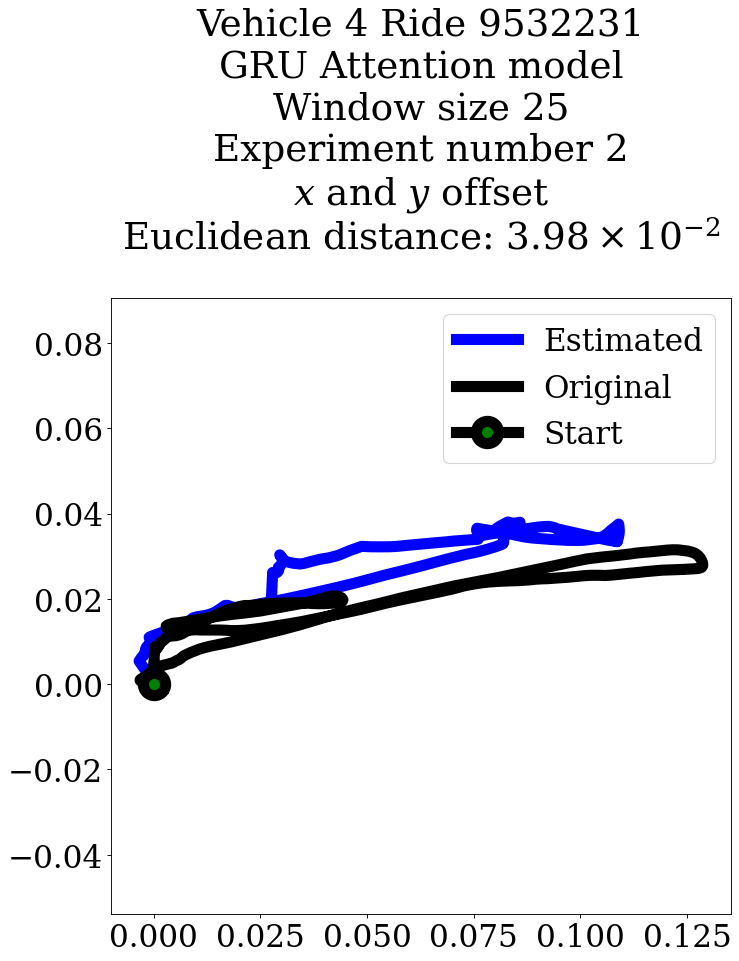 Vehicle 4 Ride 9532231
GRU Attention model
Window size 25
Experiment number 2
x and y offset
Euclidean distance: 3.98 × 10⁻²
Estimated
Original
Start
0.08
0.06
0.04
0.02
0.00
−0.02
−0.04
0.000 0.025 0.050 0.075 0.100 0.125